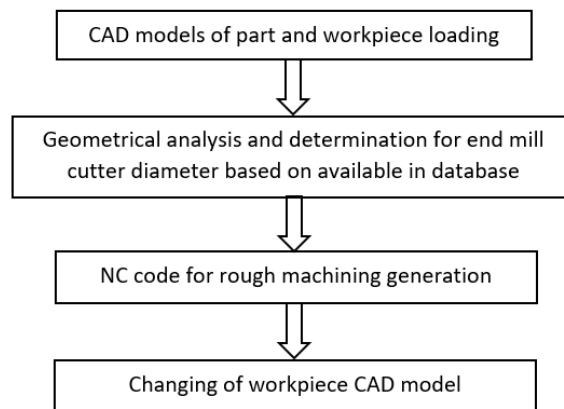 CAD models of part and workpiece loading
Geometrical analysis and determination for end mill
cutter diameter based on available in database
NC code for rough machining generation
Changing of workpiece CAD model